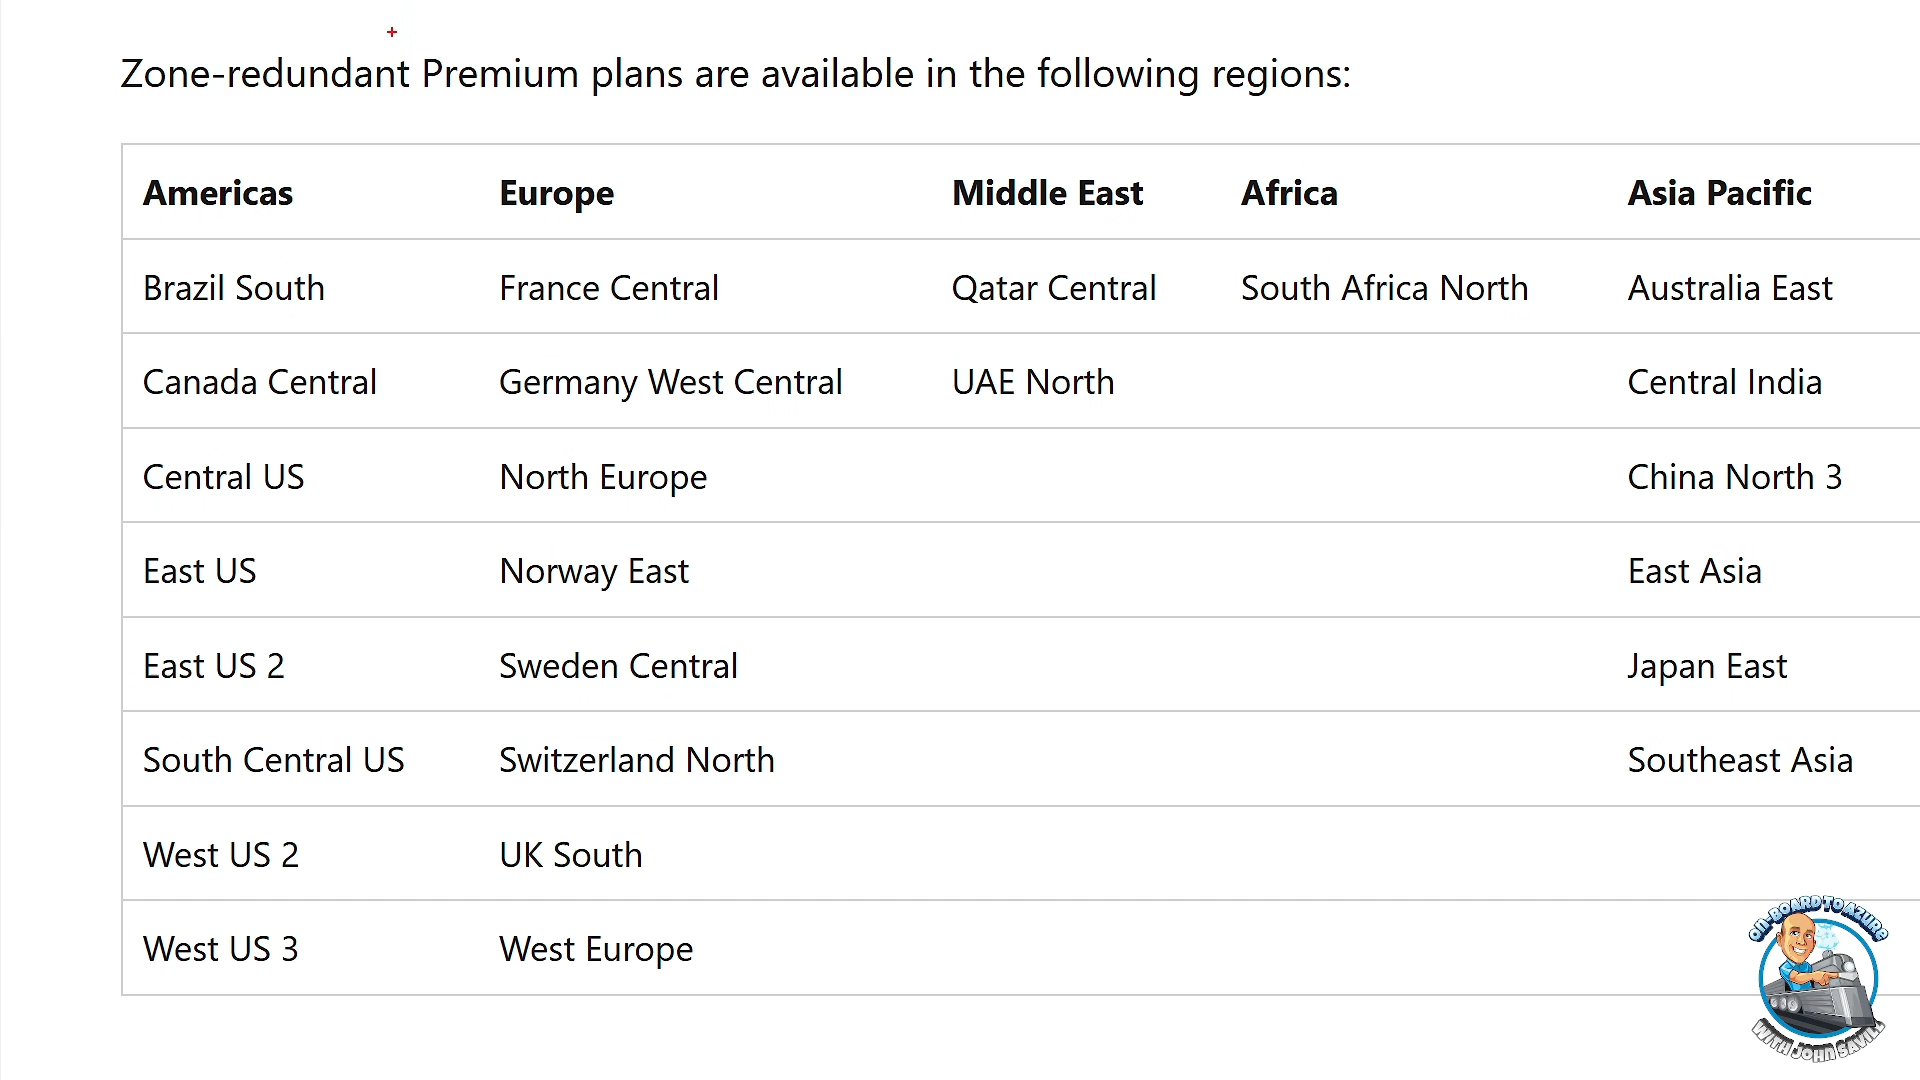 Zone-redundant Premium plans are available in the following regions:
Americas Europe Middle East Africa Asia Pacific
Brazil South France Central Qatar Central South Africa North Australia East
Canada Central Germany West Central UAE North Central India
Central US North Europe China North 3
East US Norway East East Asia
East US 2 Sweden Central Japan East
South Central US Switzerland North Southeast Asia
West US 2 UK South
West US 3 West Europe
ON-BOARD TO AZURE
WITH JOHN SAVILL